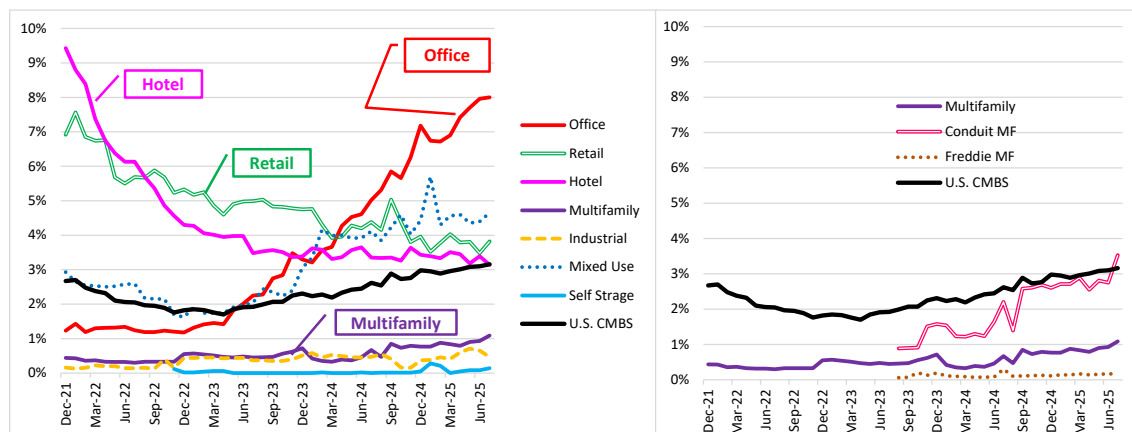 10%
9%
8%
7%
6%
5%
4%
3%
2%
1%
0%
Office
Hotel
Retail
Multifamily
Dec-21
Mar-22
Jun-22
Sep-22
Dec-22
Mar-23
Jun-23
Sep-23
Dec-23
Mar-24
Jun-24
Sep-24
Dec-24
Mar-25
Jun-25
Office
Retail
Hotel
Multifamily
Industrial
Mixed Use
Self Strage
U.S. CMBS
10%
9%
8%
7%
6%
5%
4%
3%
2%
1%
0%
Multifamily
Conduit MF
Freddie MF
U.S. CMBS
Dec-21
Mar-22
Jun-22
Sep-22
Dec-22
Mar-23
Jun-23
Sep-23
Dec-23
Mar-24
Jun-24
Sep-24
Dec-24
Mar-25
Jun-25